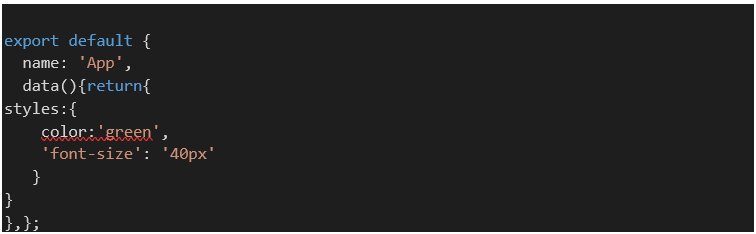 export default {
  name: 'App',
  data(){return{
styles:{
    color:'green',
    'font-size': '40px'
   }
}
},};